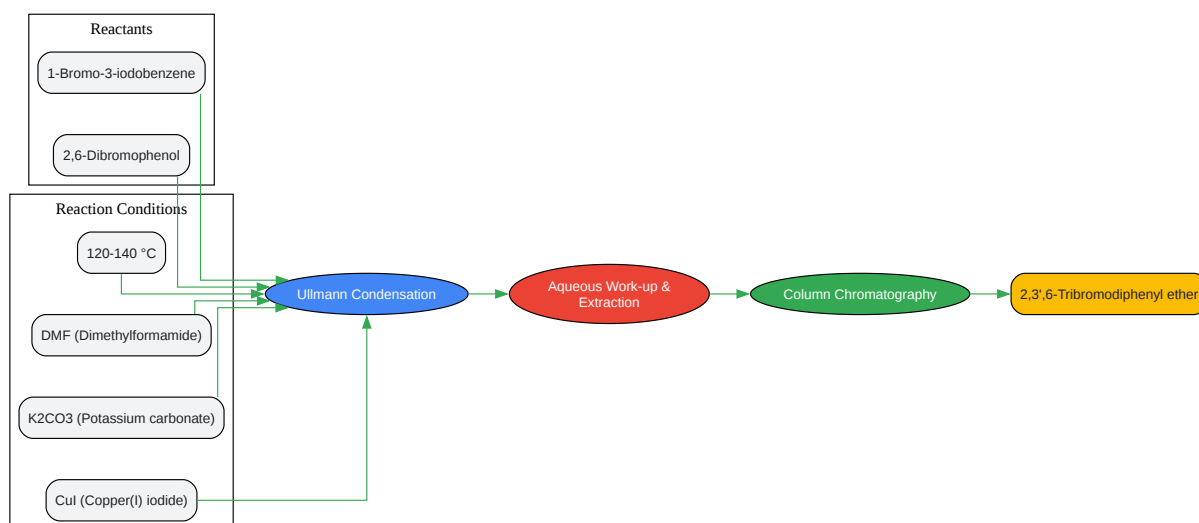 Reactants
1-Bromo-3-iodobenzene
2,6-Dibromophenol
Reaction Conditions
120-140 °C
DMF (Dimethylformamide)
K2CO3 (Potassium carbonate)
CuI (Copper(I) iodide)
Ullmann Condensation
Aqueous Work-up &
Extraction
Column Chromatography
2,3',6-Tribromodiphenyl ether